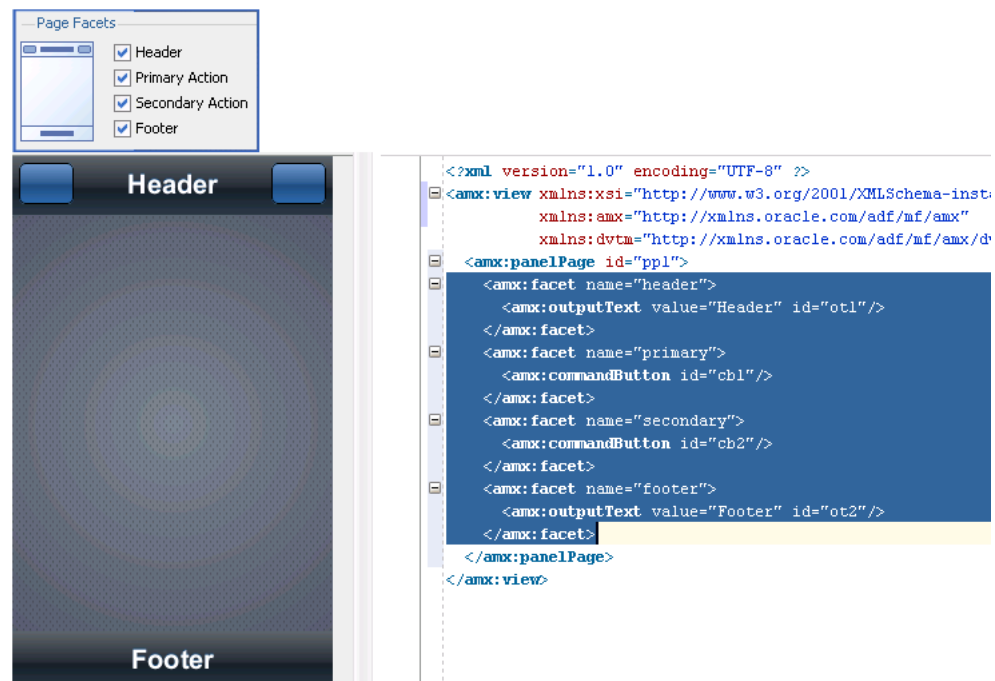 Page Facets
Header
Primary Action
Secondary Action
Footer
Header
Footer
<?xml version="1.0" encoding="UTF-8" ?>
<amx:view xmlns:xsi="http://www.w3.org/2001/XMLSchema-inst
xmlns:amx="http://xmlns.oracle.com/adf/mf/amx"
xmlns:dvtm="http://xmlns.oracle.com/adf/mf/amx/d
<amx:panelPage id="pp1">
<amx:facet name="header">
<amx:outputText value="Header" id="ot1"/>
</amx:facet>
<amx:facet name="primary">
<amx:commandButton id="cb1"/>
</amx:facet>
<amx:facet name="secondary">
<amx:commandButton id="cb2"/>
</amx:facet>
<amx:facet name="footer">
<amx:outputText value="Footer" id="ot2"/>
</amx:facet>
</amx:panelPage>
</amx:view>